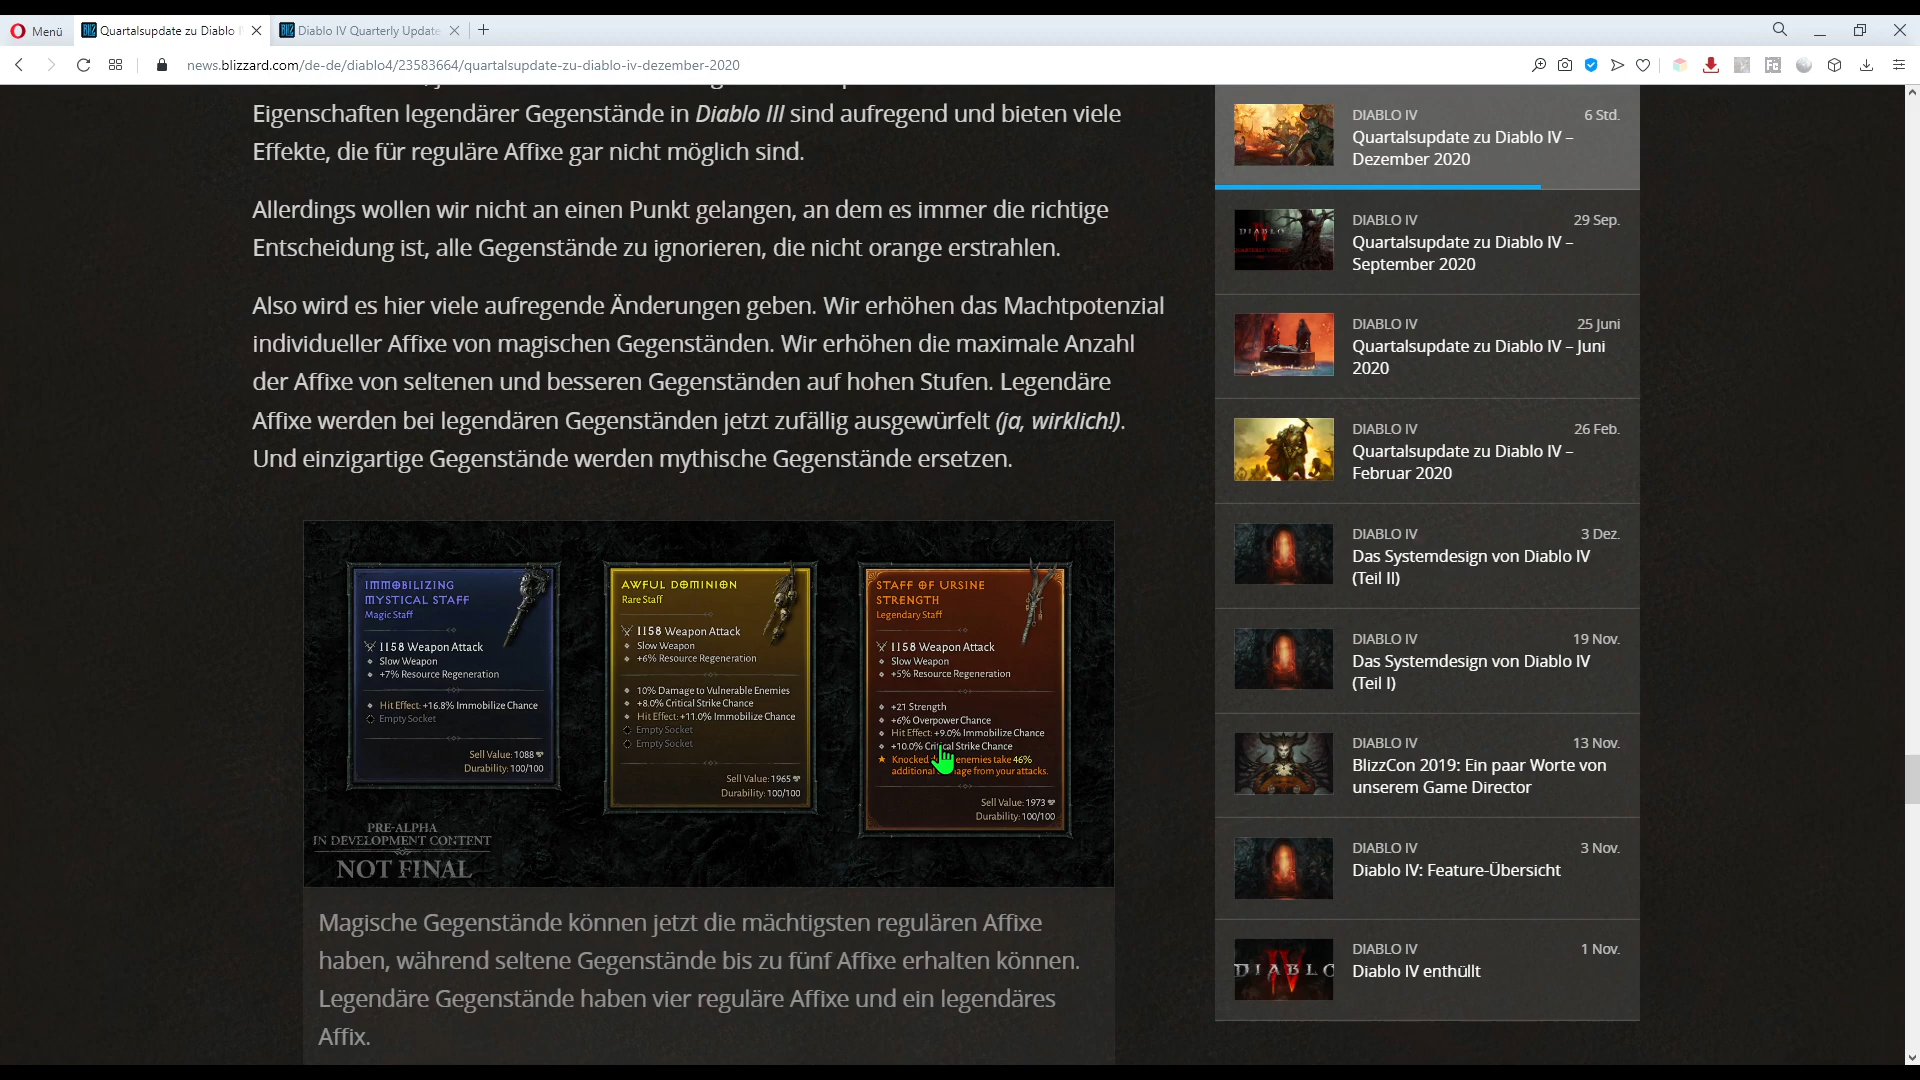 Menü
Quartalsupdate zu Diablo
Diablo IV Quarterly Update
news.blizzard.com/de-de/diablo4/23583664/quartalsupdate-zu-diablo-iv-dezember-2020
Eigenschaften legendärer Gegenstände in Diablo III sind aufregend und bieten viele
Effekte, die für reguläre Affixe gar nicht möglich sind.
Allerdings wollen wir nicht an einen Punkt gelangen, an dem es immer die richtige
Entscheidung ist, alle Gegenstände zu ignorieren, die nicht orange erstrahlen.
Also wird es hier viele aufregende Änderungen geben. Wir erhöhen das Machtpotenzial
individueller Affixe von magischen Gegenständen. Wir erhöhen die maximale Anzahl
der Affixe von seltenen und besseren Gegenständen auf hohen Stufen. Legendäre
Affixe werden bei legendären Gegenständen jetzt zufällig ausgewürfelt (ja, wirklich!).
Und einzigartige Gegenstände werden mythische Gegenstände ersetzen.
IMMOBILIZING
MYSTICAL STAFF
Magic Staff
1158 Weapon Attack
Slow Weapon
+7% Resource Regeneration
Hit Effect: +16.8% Immobilize Chance
Empty Socket
Sell Value: 1088
Durability: 100/100
AWFUL DOMINION
Rare Staff
1158 Weapon Attack
Slow Weapon
+6% Resource Regeneration
10% Damage to Vulnerable Enemies
+8.0% Critical Strike Chance
Hit Effect: +11.0% Immobilize Chance
Empty Socket
Empty Socket
Sell Value: 1965
Durability: 100/100
STAFF OF URSINE
STRENGTH
Legendary Staff
1158 Weapon Attack
Slow Weapon
+5% Resource Regeneration
+21 Strength
+6% Overpower Chance
Hit Effect: +9.0% Immobilize Chance
+10.0% Critical Strike Chance
Knocked enemies take 46%
additional from your attacks.
Sell Value: 1973
Durability: 100/100
PRE-ALPHA
IN DEVELOPMENT CONTENT
NOT FINAL
Magische Gegenstände können jetzt die mächtigsten regulären Affixe
haben, während seltene Gegenstände bis zu fünf Affixe erhalten können.
Legendäre Gegenstände haben vier reguläre Affixe und ein legendäres
Affix.
DIABLO IV 6 Std.
Quartalsupdate zu Diablo IV –
Dezember 2020
DIABLO IV 29 Sep.
Quartalsupdate zu Diablo IV –
September 2020
DIABLO IV 25 Juni
Quartalsupdate zu Diablo IV – Juni
2020
DIABLO IV 26 Feb.
Quartalsupdate zu Diablo IV –
Februar 2020
DIABLO IV 3 Dez.
Das Systemdesign von Diablo IV
(Teil II)
DIABLO IV 19 Nov.
Das Systemdesign von Diablo IV
(Teil I)
DIABLO IV 13 Nov.
BlizzCon 2019: Ein paar Worte von
unserem Game Director
DIABLO IV 3 Nov.
Diablo IV: Feature-Übersicht
DIABLO IV 1 Nov.
Diablo IV enthüllt